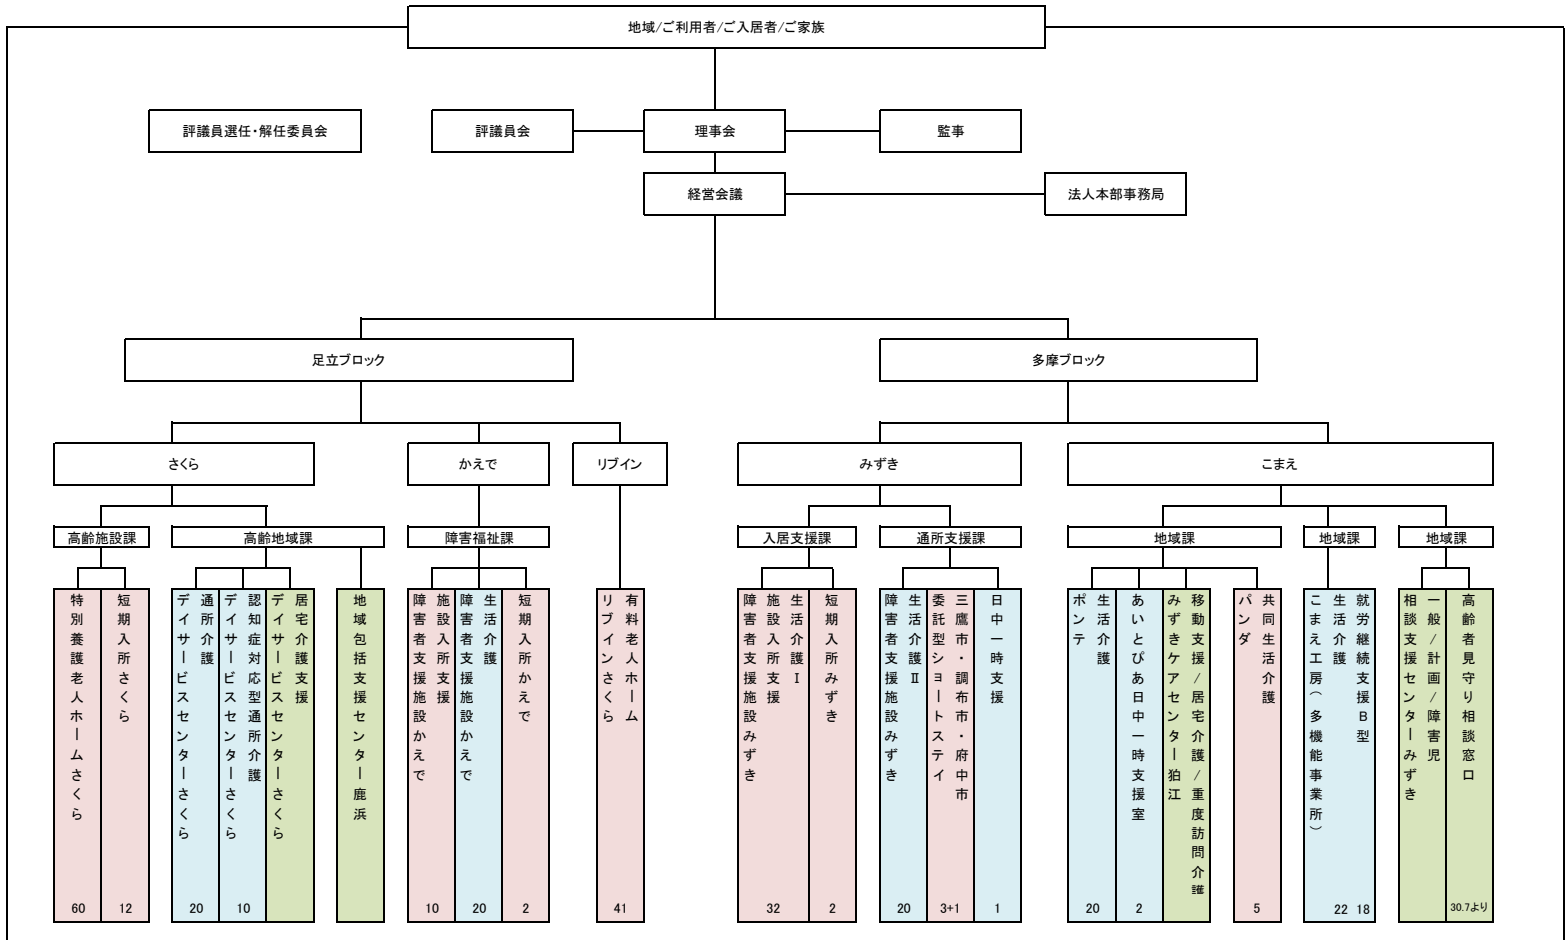 地域/ご利用者/ご入居者/ご家族
評議員選任・解任委員会
評議員会
理事会
監事
経営会議
法人本部事務局
足立ブロック
多摩ブロック
さくら
かえで
リブイン
みずき
こまえ
高齢施設課
高齢地域課
障害福祉課
入居支援課
通所支援課
地域課
地域課
地域課
特別養護老人ホームさくら
60
短期入所さくら
12
通所介護
デイサービスセンターさくら
20
認知症対応型通所介護
デイサービスセンターさくら
10
居宅介護支援
デイサービスセンターさくら
地域包括支援センター鹿浜
施設入所支援
障害者支援施設かえで
10
生活介護
障害者支援施設かえで
20
短期入所かえで
2
有料老人ホーム
リブインさくら
41
生活介護Ⅰ
施設入所支援
障害者支援施設みずき
32
短期入所みずき
2
生活介護Ⅱ
障害者支援施設みずき
20
三鷹市・調布市・府中市
委託型ショートステイ
3+1
日中一時支援
1
生活介護
ポンテ
20
あいとぴあ日中一時支援室
2
移動支援/居宅介護/重度訪問介護
みずきケアセンター狛江
共同生活介護
パンダ
5
就労継続支援B型
生活介護
こまえ工房(多機能事業所)
22 18
一般/計画/障害児
相談支援センターみずき
高齢者見守り相談窓口
30.7より